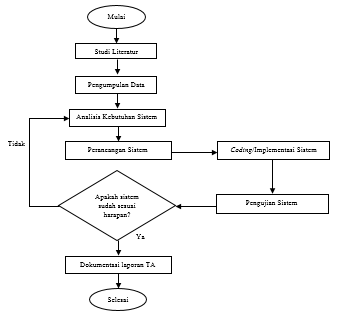 Mulai
Studi Literatur
Pengumpulan Data
Analisis Kebutuhan Sistem
Tidak
Perancangan Sistem
Coding/Implementasi Sistem
Apakah sistem
sudah sesuai
harapan?
Pengujian Sistem
Ya
Dokumentasi laporan TA
Selesai